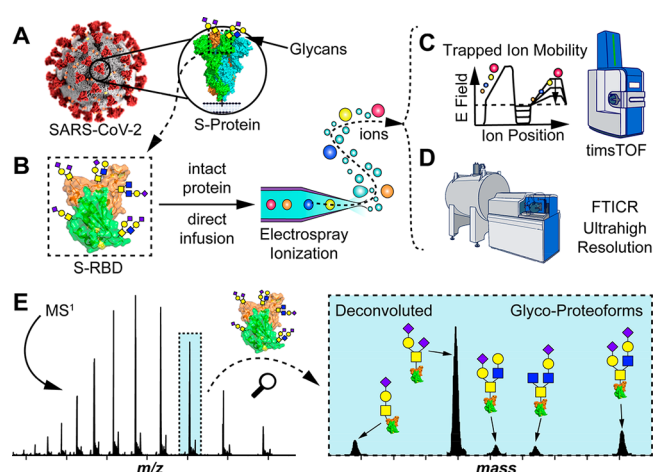 A
Glycans
SARS-CoV-2
S-Protein
B
S-RBD
intact
protein
direct
infusion
Electrospray
Ionization
ions
C
Trapped Ion Mobility
E Field
Ion Position
timsTOF
D
FTICR
Ultrahigh
Resolution
E
MS¹
m/z
Deconvoluted
Glyco-Proteoforms
mass